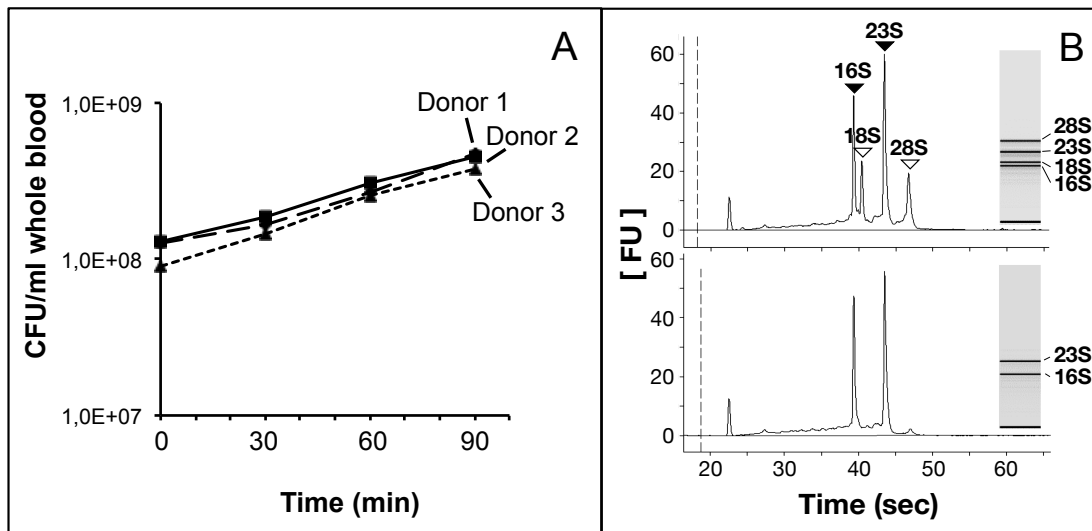 A
CFU/ml whole blood
1,0E+09
1,0E+08
1,0E+07
Donor 1
Donor 2
Donor 3
0 30 60 90
Time (min)
B
[ FU ]
60
40
20
0
16S
18S
23S
28S
28S
23S
18S
16S
60
40
20
0
23S
16S
20 30 40 50 60
Time (sec)